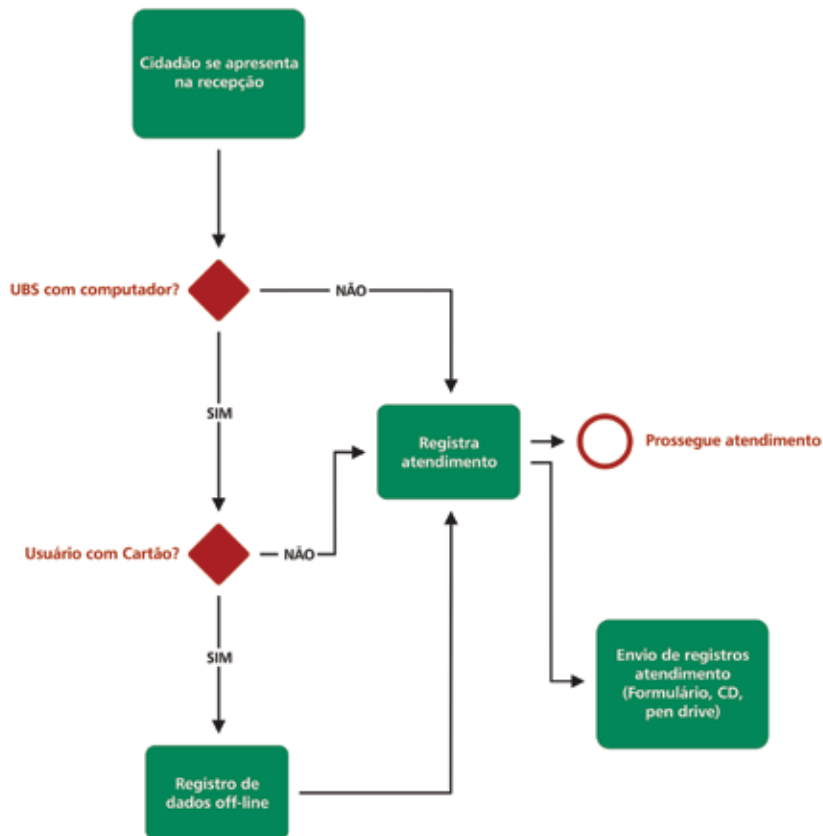 Cidadão se apresenta
na recepção
UBS com computador?
NÃO
SIM
Registra
atendimento
Prossegue atendimento
Usuário com Cartão?
NÃO
SIM
Envio de registros
atendimento
(Formulário, CD,
pen drive)
Registro de
dados off-line